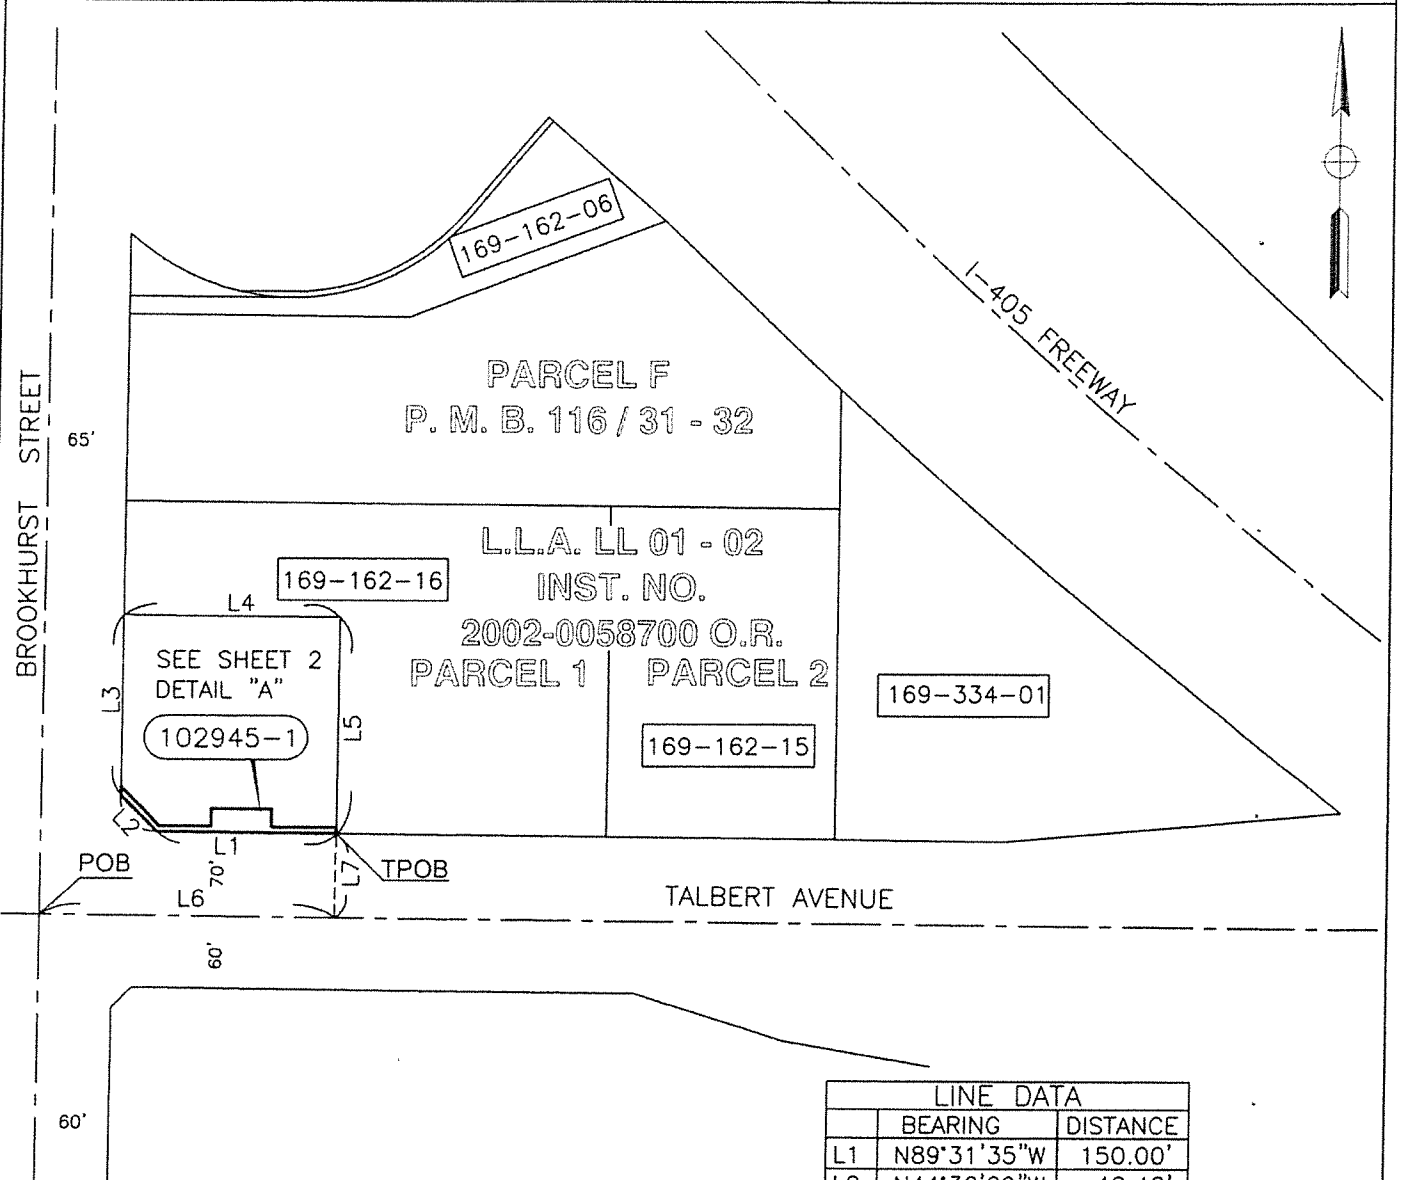 169-162-06
I-405 FREEWAY
BROOKHURST STREET
65'
PARCEL F
P. M. B. 116 / 31 - 32
L.L.A. LL 01 - 02
INST. NO.
2002-0058700 O.R.
PARCEL 1
PARCEL 2
169-162-16
L4
SEE SHEET 2
DETAIL "A"
102945-1
L3
L5
169-334-01
169-162-15
L2
L1
POB
70'
L7
TPOB
L6
TALBERT AVENUE
60'
60'
LINE DATA
BEARING DISTANCE
L1 N89°31'35"W 150.00'